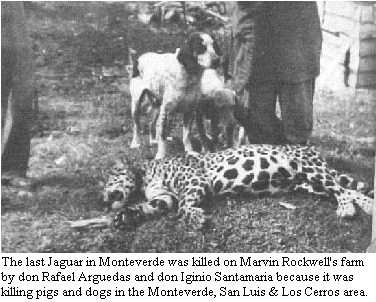 The last Jaguar in Monteverde was killed on Marvin Rockwell's farm
by don Rafael Arguedas and don Iginio Santamaria because it was
killing pigs and dogs in the Monteverde, San Luis & Los Cerros area.